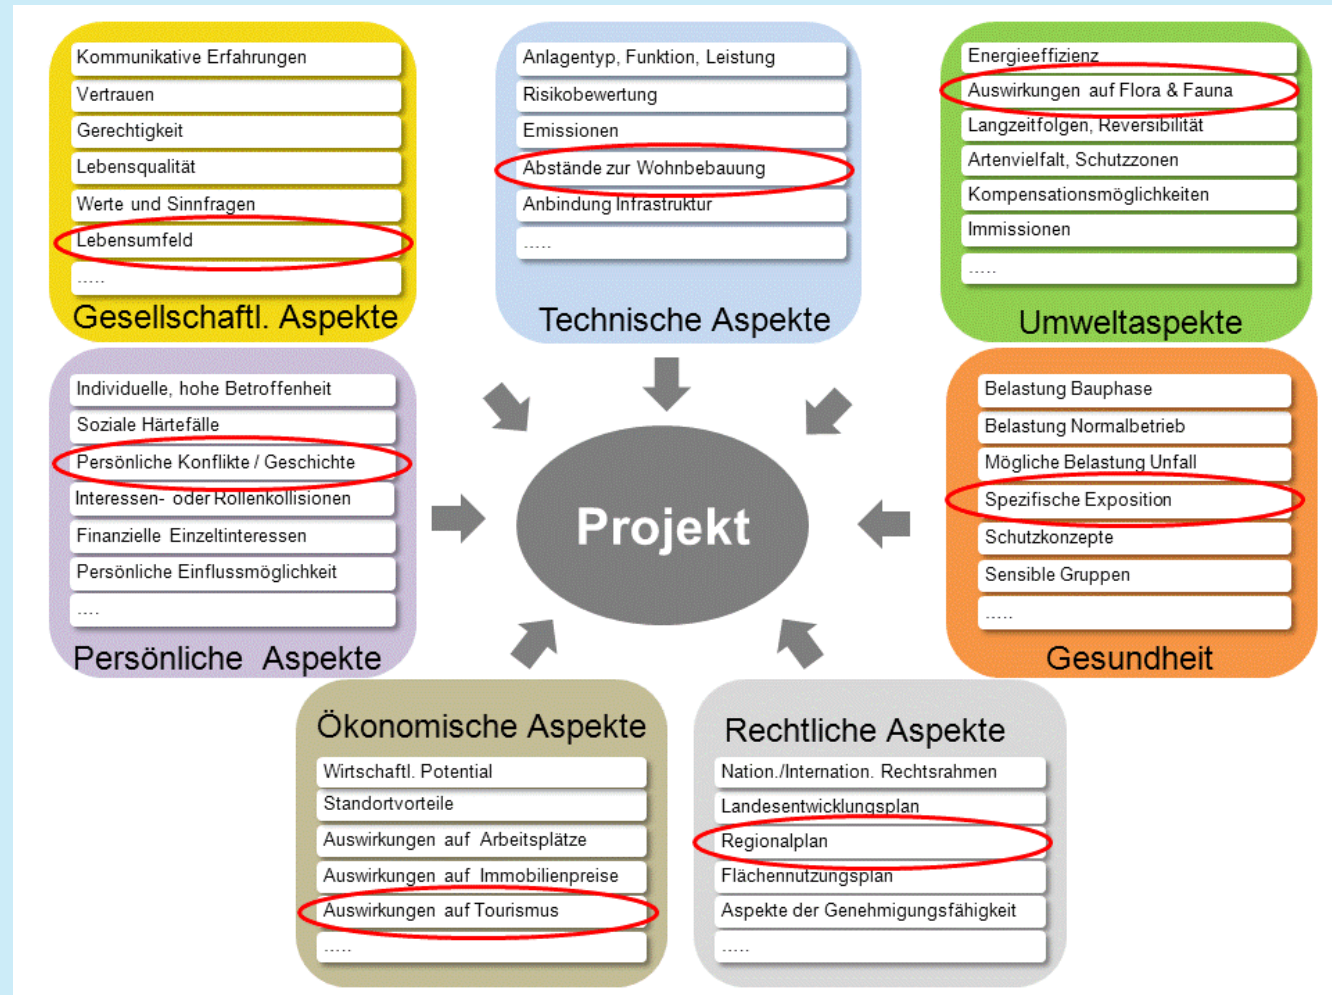 Kommunikative Erfahrungen
Vertrauen
Gerechtigkeit
Lebensqualität
Werte und Sinnfragen
Lebensumfeld
.....
Gesellschaftl. Aspekte
Anlagentyp, Funktion, Leistung
Risikobewertung
Emissionen
Abstände zur Wohnbebauung
Anbindung Infrastruktur
.....
Technische Aspekte
Energieeffizienz
Auswirkungen auf Flora & Fauna
Langzeitfolgen, Reversibilität
Artenvielfalt, Schutzzonen
Kompensationsmöglichkeiten
Immissionen
.....
Umweltaspekte
Individuelle, hohe Betroffenheit
Soziale Härtefälle
Persönliche Konflikte / Geschichte
Interessen- oder Rollenkollisionen
Finanzielle Einzeltinteressen
Persönliche Einflussmöglichkeit
....
Persönliche Aspekte
Projekt
Belastung Bauphase
Belastung Normalbetrieb
Mögliche Belastung Unfall
Spezifische Exposition
Schutzkonzepte
Sensible Gruppen
.....
Gesundheit
Ökonomische Aspekte
Wirtschaftl. Potential
Standortvorteile
Auswirkungen auf Arbeitsplätze
Auswirkungen auf Immobilienpreise
Auswirkungen auf Tourismus
.....
Rechtliche Aspekte
Nation./Internation. Rechtsrahmen
Landesentwicklungsplan
Regionalplan
Flächennutzungsplan
Aspekte der Genehmigungsfähigkeit
.....